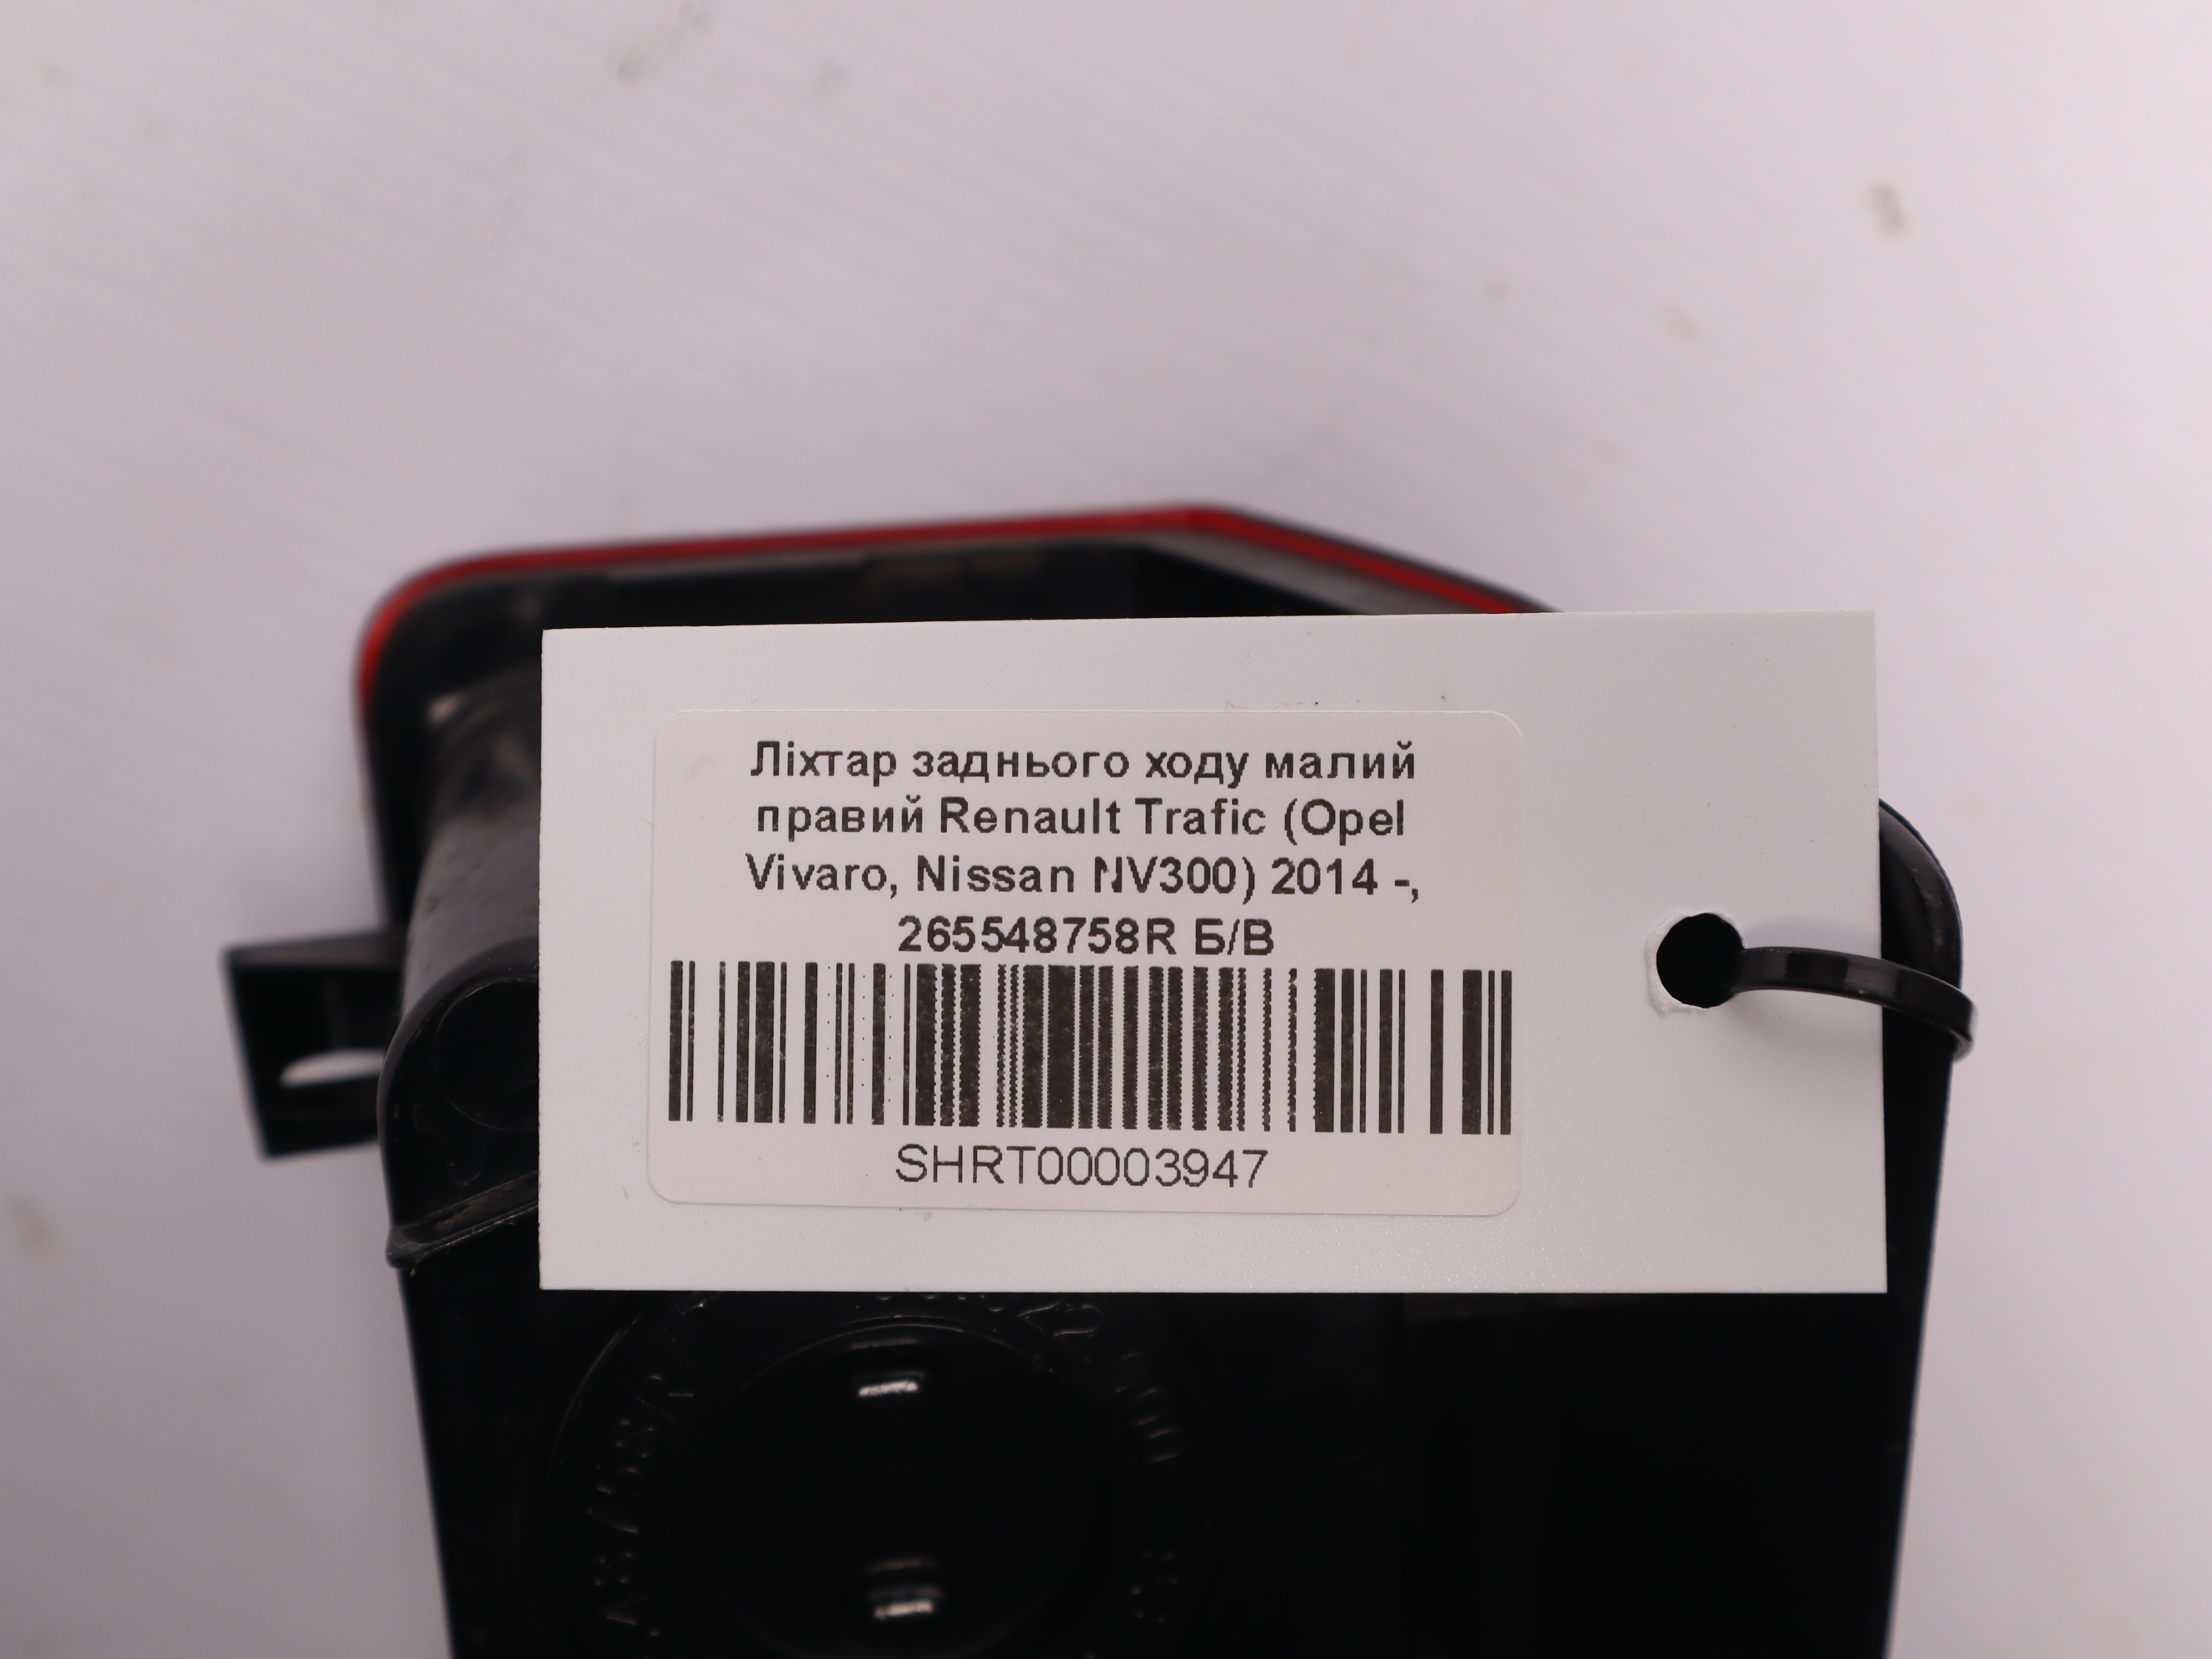 Ліхтар заднього ходу малий
правий Renault Trafic (Opel
Vivaro, Nissan NV300) 2014 -,
265548758R Б/В
SHRT00003947